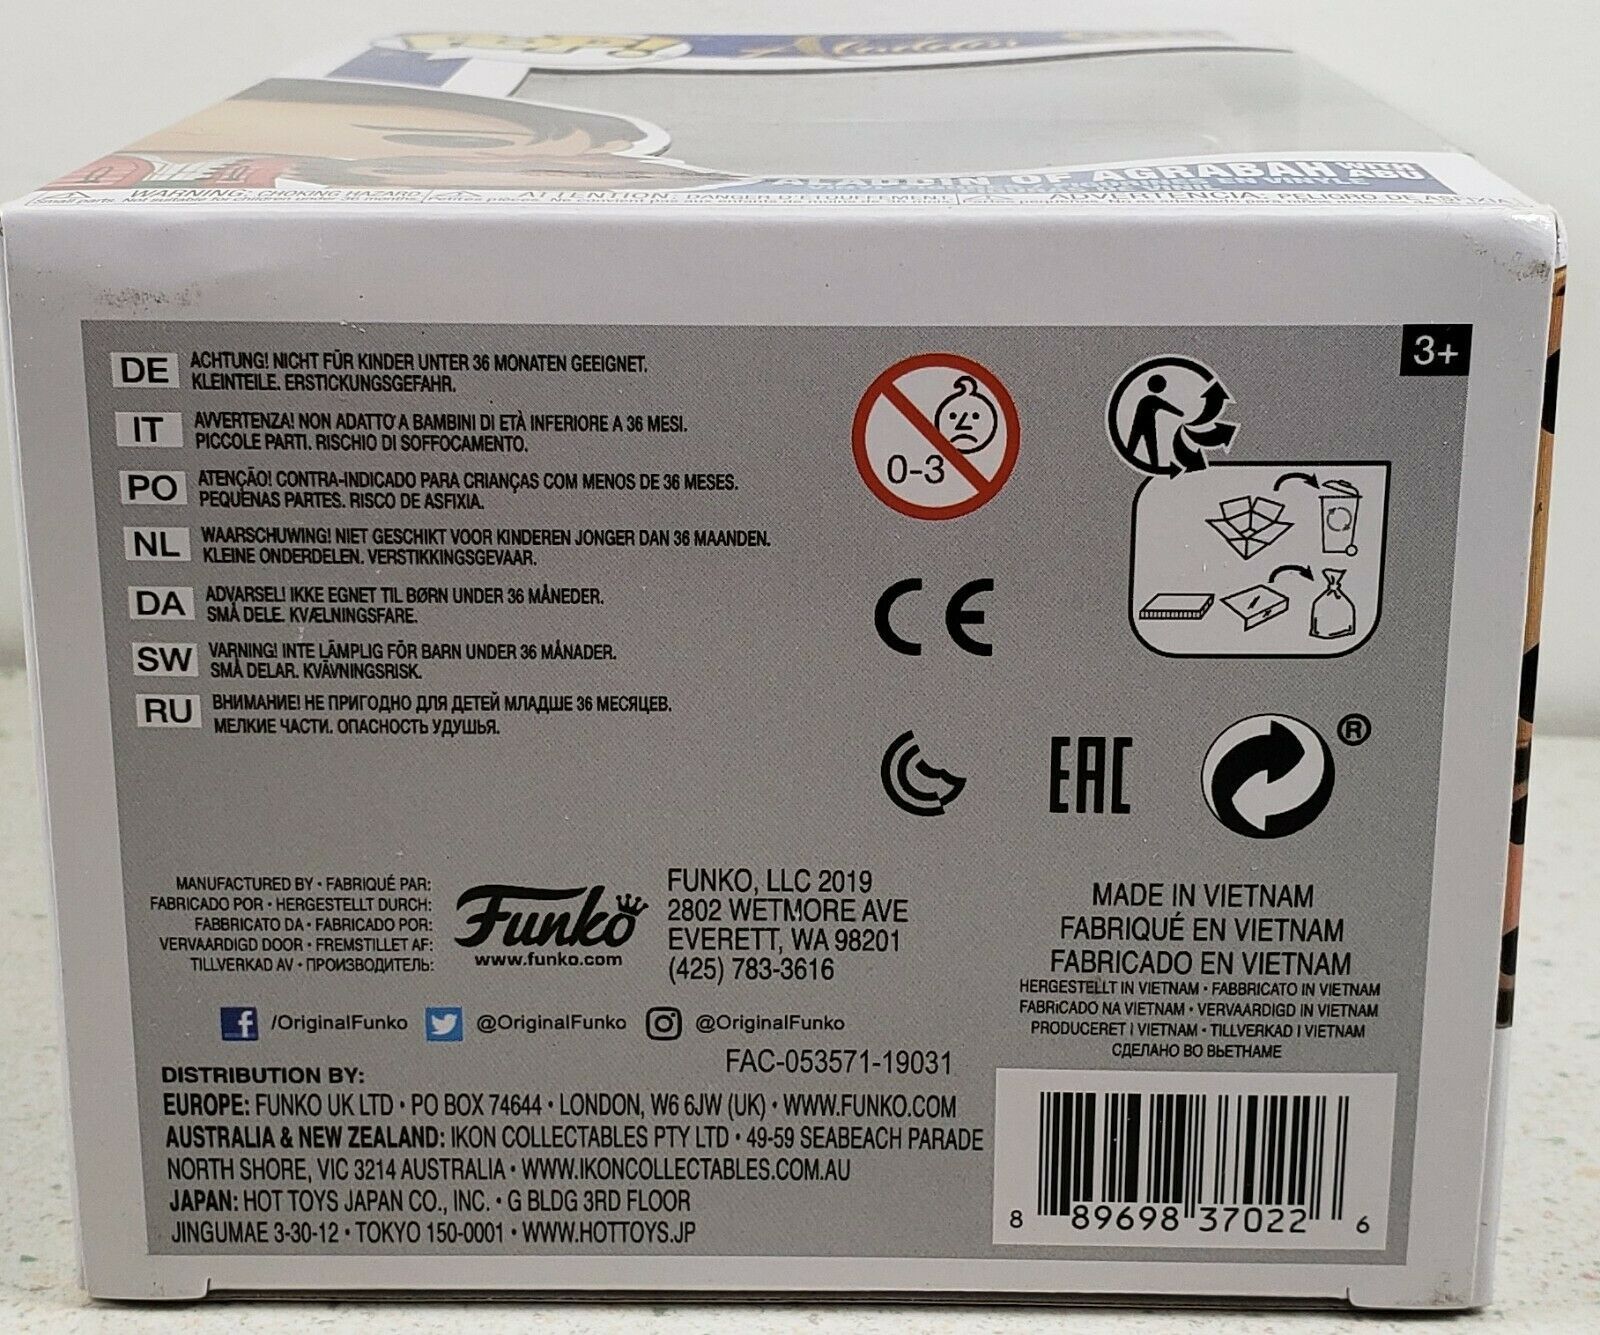 POP!
Aladdin
ALADDIN OF AGRABAH WITH ABU
WARNING: CHOKING HAZARD
ATTENTION: DANGER D'ÉTOUFFEMENT
ADVERTENCIA: PELIGRO DE ASFIXIA
3+
DE ACHTUNG! NICHT FÜR KINDER UNTER 36 MONATEN GEEIGNET.
KLEINTEILE. ERSTICKUNGSGEFAHR.
IT AVVERTENZA! NON ADATTO A BAMBINI DI ETÀ INFERIORE A 36 MESI.
PICCOLE PARTI. RISCHIO DI SOFFOCAMENTO.
PO ATENÇÃO! CONTRA-INDICADO PARA CRIANÇAS COM MENOS DE 36 MESES.
PEQUENAS PARTES. RISCO DE ASFIXIA.
NL WAARSCHUWING! NIET GESCHIKT VOOR KINDEREN JONGER DAN 36 MAANDEN.
KLEINE ONDERDELEN. VERSTIKKINGSGEVAAR.
DA ADVARSEL! IKKE EGNET TIL BØRN UNDER 36 MÅNEDER.
SMÅ DELE. KVÆLNINGSFARE.
SW VARNING! INTE LÄMPLIG FÖR BARN UNDER 36 MÅNADER.
SMÅ DELAR. KVÄVNINGSRISK.
RU ВНИМАНИЕ! НЕ ПРИГОДНО ДЛЯ ДЕТЕЙ МЛАДШЕ 36 МЕСЯЦЕВ.
МЕЛКИЕ ЧАСТИ. ОПАСНОСТЬ УДУШЬЯ.
0-3
CE
EAC
®
MANUFACTURED BY • FABRIQUÉ PAR:
FABRICADO POR • HERGESTELLT DURCH:
FABBRICATO DA • FABRICADO POR:
VERVAARDIGD DOOR • FREMSTILLET AF:
TILLVERKAD AV • ПРОИЗВОДИТЕЛЬ:
Funko
www.funko.com
FUNKO, LLC 2019
2802 WETMORE AVE
EVERETT, WA 98201
(425) 783-3616
MADE IN VIETNAM
FABRIQUÉ EN VIETNAM
FABRICADO EN VIETNAM
HERGESTELLT IN VIETNAM • FABBRICATO IN VIETNAM
FABRICADO NA VIETNAM • VERVAARDIGD IN VIETNAM
PRODUCERET I VIETNAM • TILLVERKAD I VIETNAM
СДЕЛАНО ВО ВЬЕТНАМЕ
/OriginalFunko @OriginalFunko @OriginalFunko
FAC-053571-19031
DISTRIBUTION BY:
EUROPE: FUNKO UK LTD • PO BOX 74644 • LONDON, W6 6JW (UK) • WWW.FUNKO.COM
AUSTRALIA & NEW ZEALAND: IKON COLLECTABLES PTY LTD • 49-59 SEABEACH PARADE
NORTH SHORE, VIC 3214 AUSTRALIA • WWW.IKONCOLLECTABLES.COM.AU
JAPAN: HOT TOYS JAPAN CO., INC. • G BLDG 3RD FLOOR
JINGUMAE 3-30-12 • TOKYO 150-0001 • WWW.HOTTOYS.JP
8 89698 37022 6